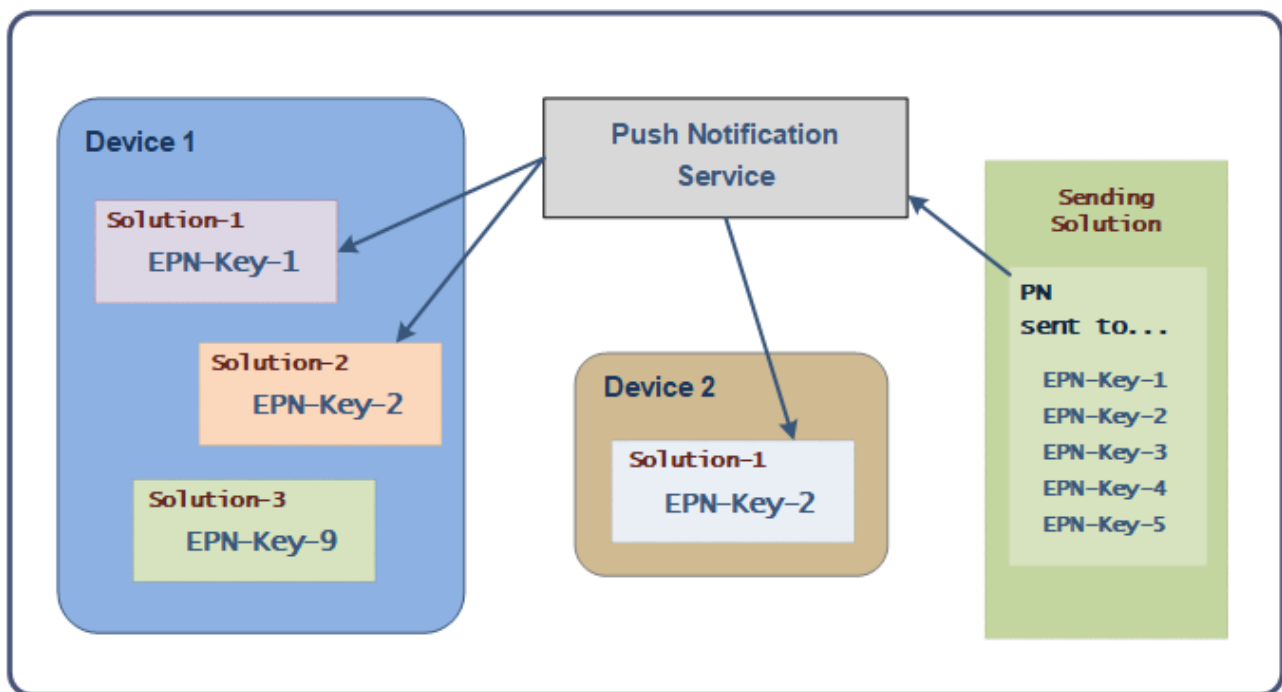 Device 1
Solution-1
EPN-Key-1
Solution-2
EPN-Key-2
Solution-3
EPN-Key-9
Push Notification
Service
Device 2
Solution-1
EPN-Key-2
Sending
Solution
PN
sent to...
EPN-Key-1
EPN-Key-2
EPN-Key-3
EPN-Key-4
EPN-Key-5